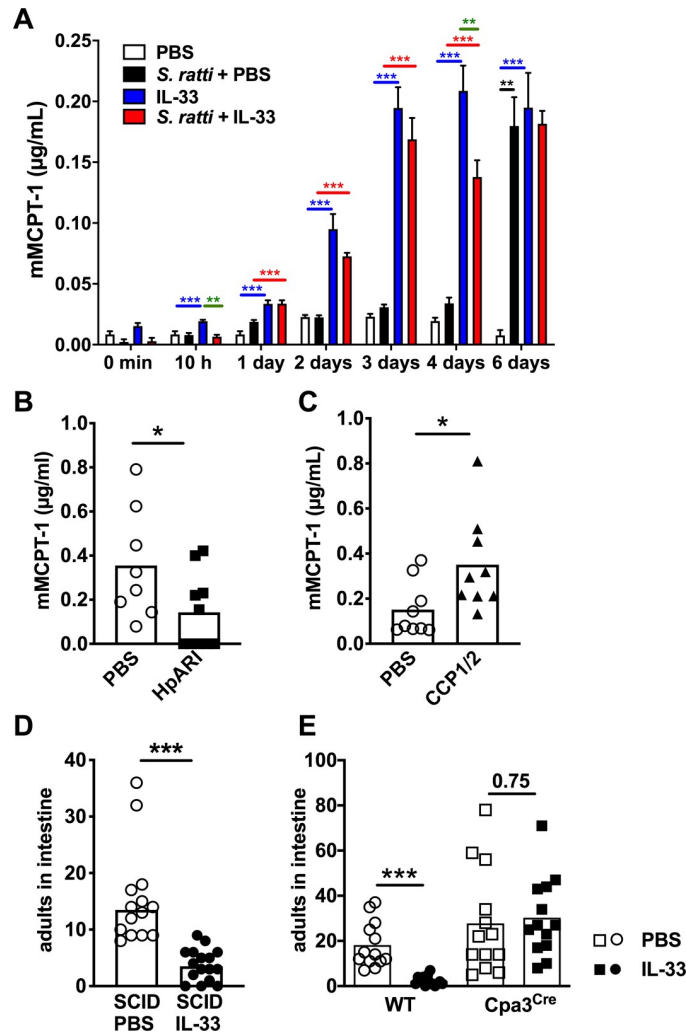 A
mMCPT-1 (µg/mL)
0.25
0.20
0.15
0.10
0.05
0.00
PBS
S. ratti + PBS
IL-33
S. ratti + IL-33
*** **
*** ***
*** ***
*** ***
**
*** ***
** ***
0 min 10 h 1 day 2 days 3 days 4 days 6 days
B
mMCPT-1 (µg/ml)
1.0
0.8
0.6
0.4
0.2
0.0
*
PBS HpARI
C
mMCPT-1 (µg/mL)
1.0
0.8
0.6
0.4
0.2
0.0
*
PBS CCP1/2
D
adults in intestine
40
30
20
10
0
***
SCID SCID
PBS IL-33
E
adults in intestine
100
80
60
40
20
0
***
0.75
WT Cpa3Cre
PBS
IL-33